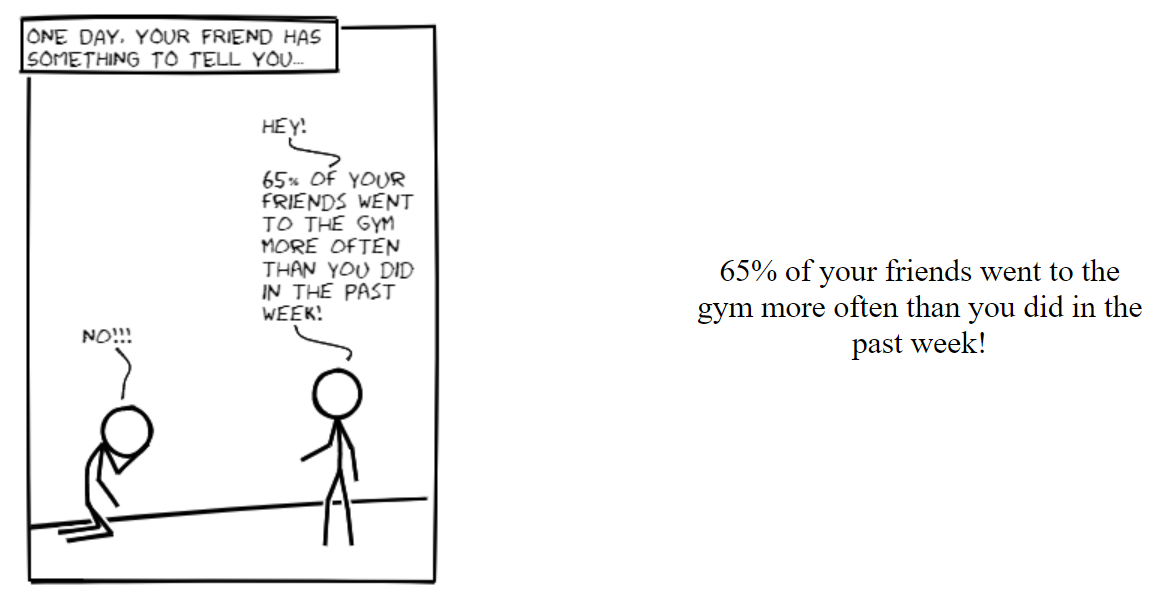 ONE DAY, YOUR FRIEND HAS
SOMETHING TO TELL YOU...
HEY!
65% OF YOUR
FRIENDS WENT
TO THE GYM
MORE OFTEN
THAN YOU DID
IN THE PAST
WEEK!
NO!!!
65% of your friends went to the
gym more often than you did in the
past week!